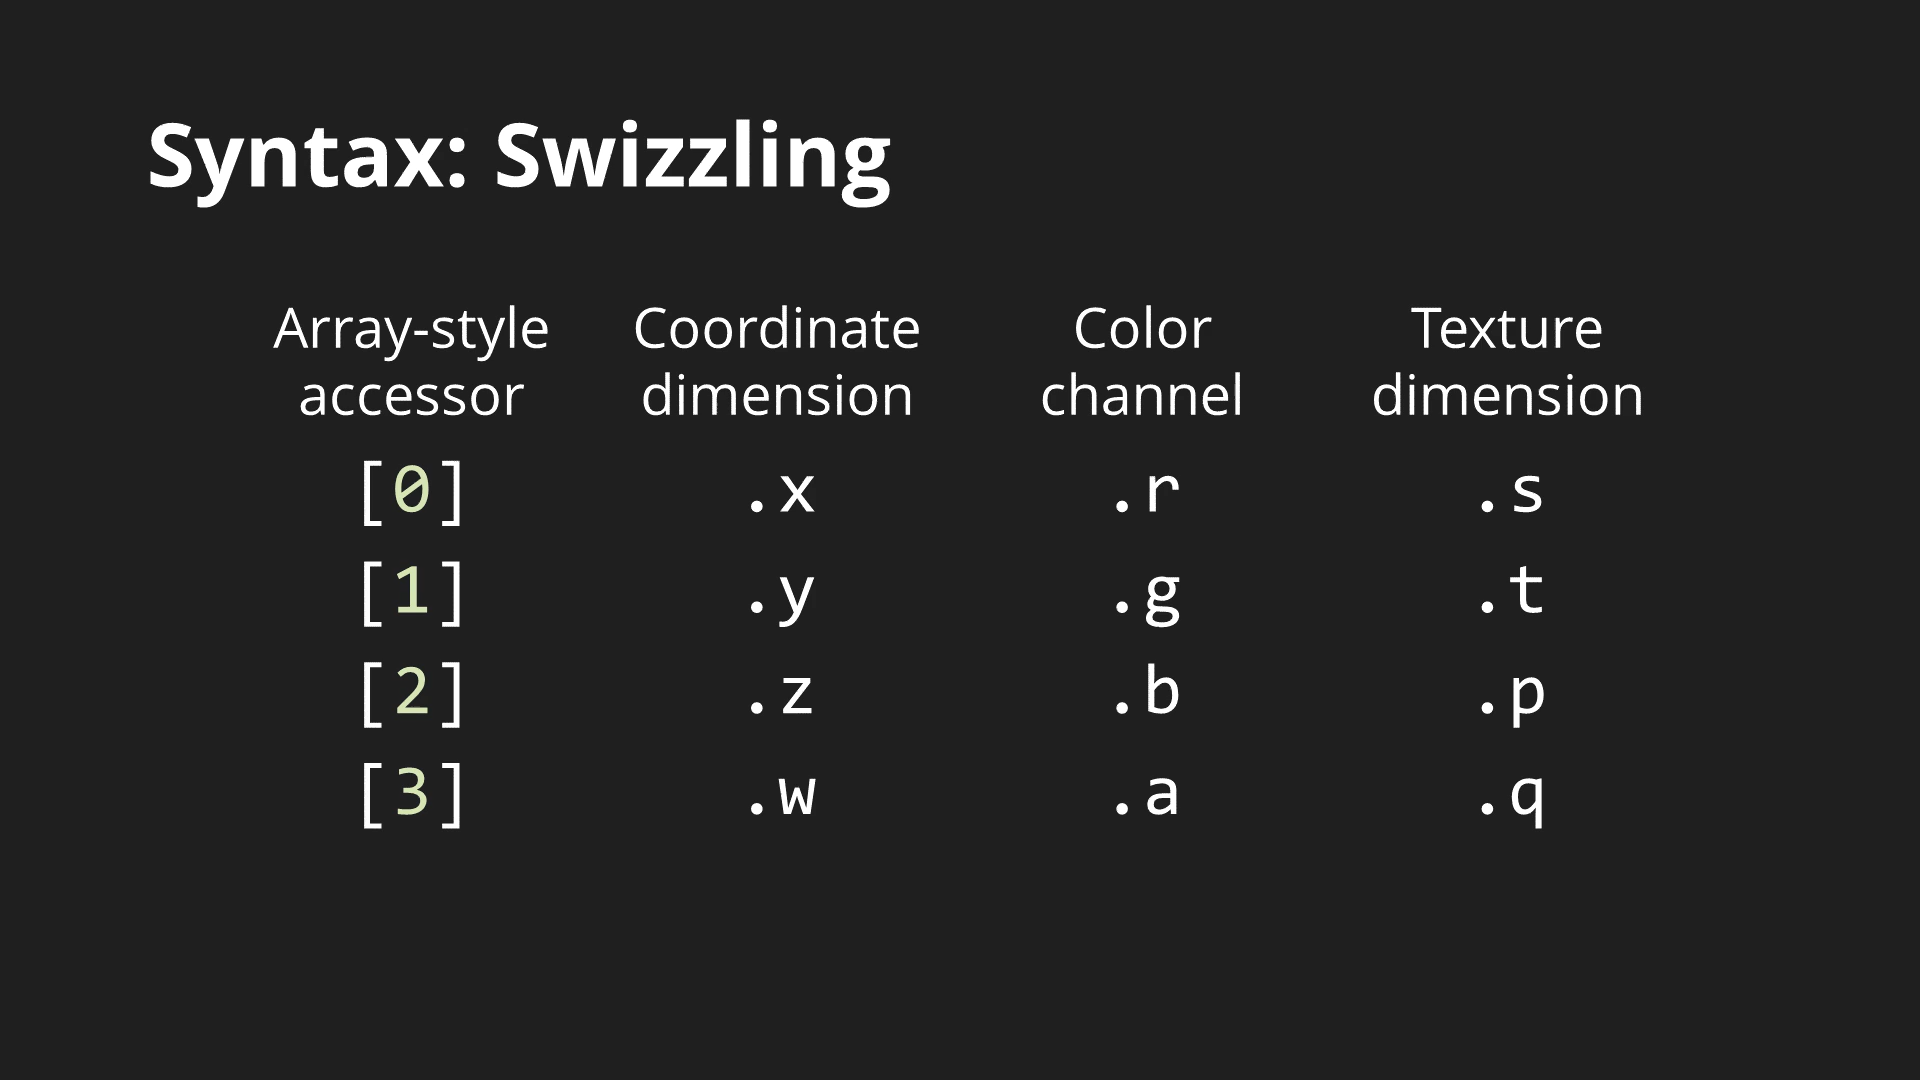 Syntax: Swizzling
Array-style accessor Coordinate dimension Color channel Texture dimension
[0] .x .r .s
[1] .y .g .t
[2] .z .b .p
[3] .w .a .q